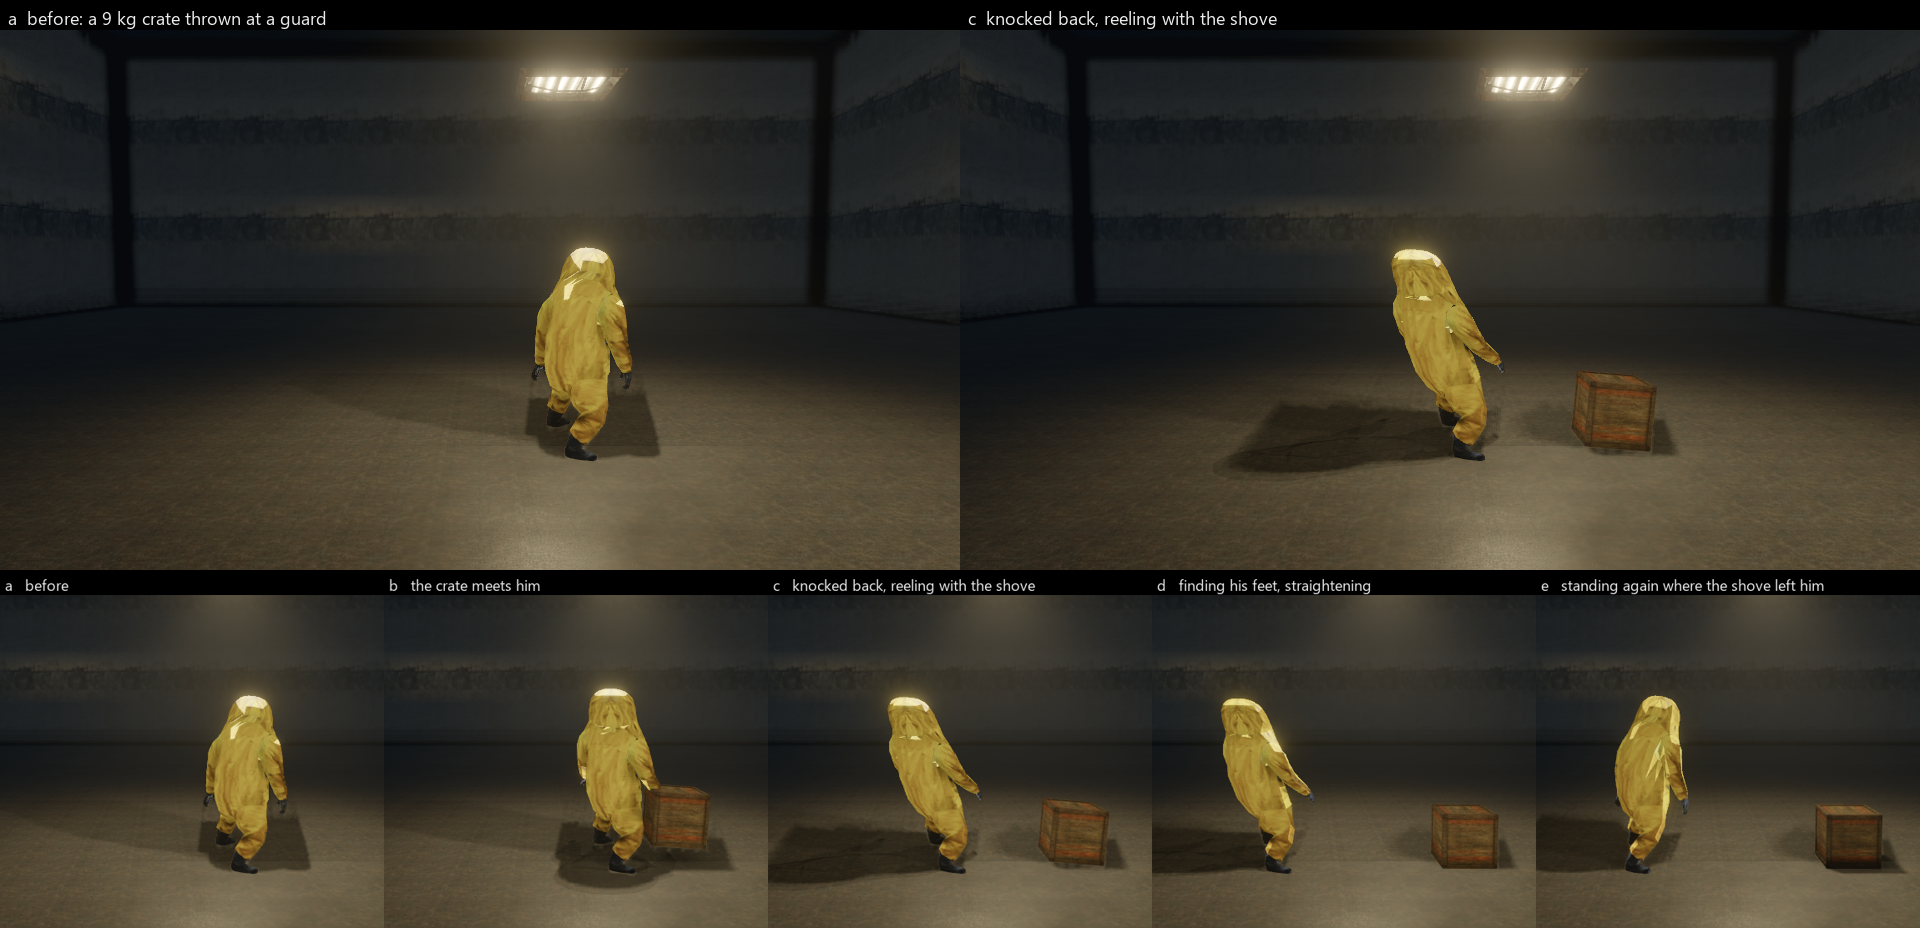 a before: a 9 kg crate thrown at a guard
c knocked back, reeling with the shove
a before
b the crate meets him
c knocked back, reeling with the shove
d finding his feet, straightening
e standing again where the shove left him